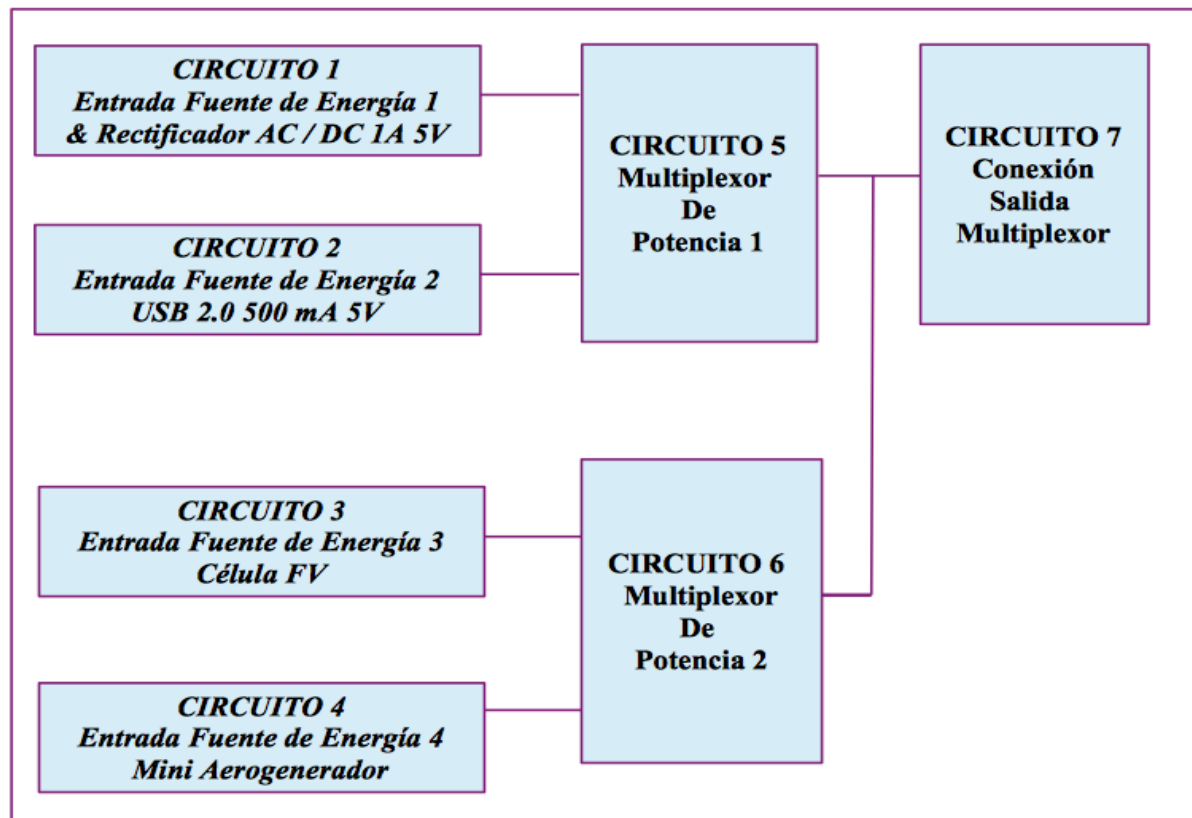 CIRCUITO 1
Entrada Fuente de Energía 1
& Rectificador AC / DC 1A 5V
CIRCUITO 2
Entrada Fuente de Energía 2
USB 2.0 500 mA 5V
CIRCUITO 5
Multiplexor
De
Potencia 1
CIRCUITO 7
Conexión
Salida
Multiplexor
CIRCUITO 3
Entrada Fuente de Energía 3
Célula FV
CIRCUITO 4
Entrada Fuente de Energía 4
Mini Aerogenerador
CIRCUITO 6
Multiplexor
De
Potencia 2